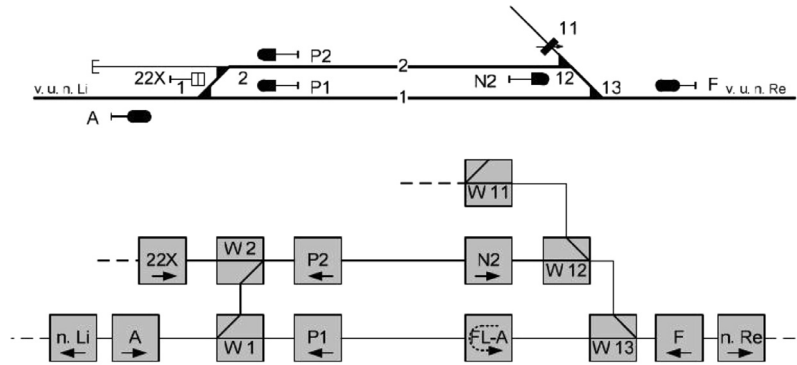 11
P2
2
22X
2
N2
12
1
P1
13
F
v. u. n. Li
1
v. u. n. Re
A
W 11
22X
W 2
P2
N2
W 12
n. Li
A
W 1
P1
FL-A
W 13
F
n. Re